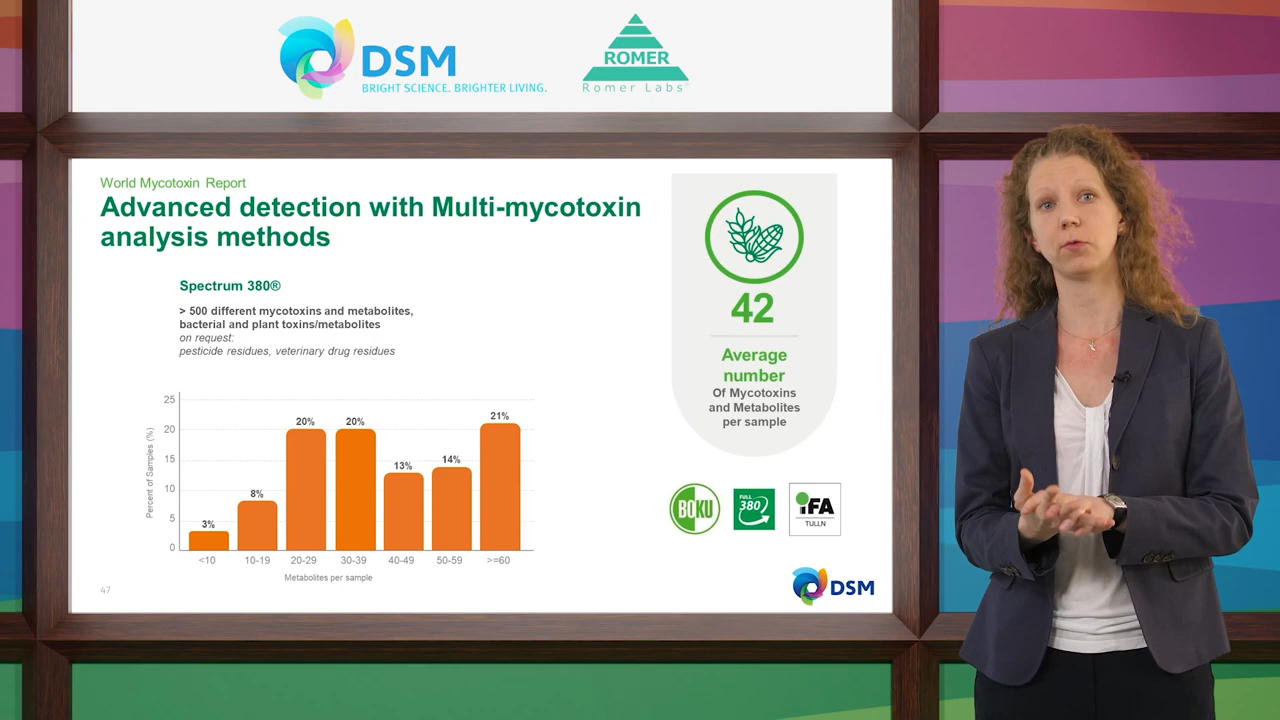 DSM
BRIGHT SCIENCE. BRIGHTER LIVING.
ROMER
Romer Labs®
World Mycotoxin Report
Advanced detection with Multi-mycotoxin
analysis methods
Spectrum 380®
> 500 different mycotoxins and metabolites,
bacterial and plant toxins/metabolites
on request:
pesticide residues, veterinary drug residues
Percent of Samples (%)
25
20
15
10
5
0
3%
8%
20%
20%
13%
14%
21%
<10
10-19
20-29
30-39
40-49
50-59
>=60
Metabolites per sample
47
42
Average
number
Of Mycotoxins
and Metabolites
per sample
BOKU
FULL
380
iFA
TULLN
DSM